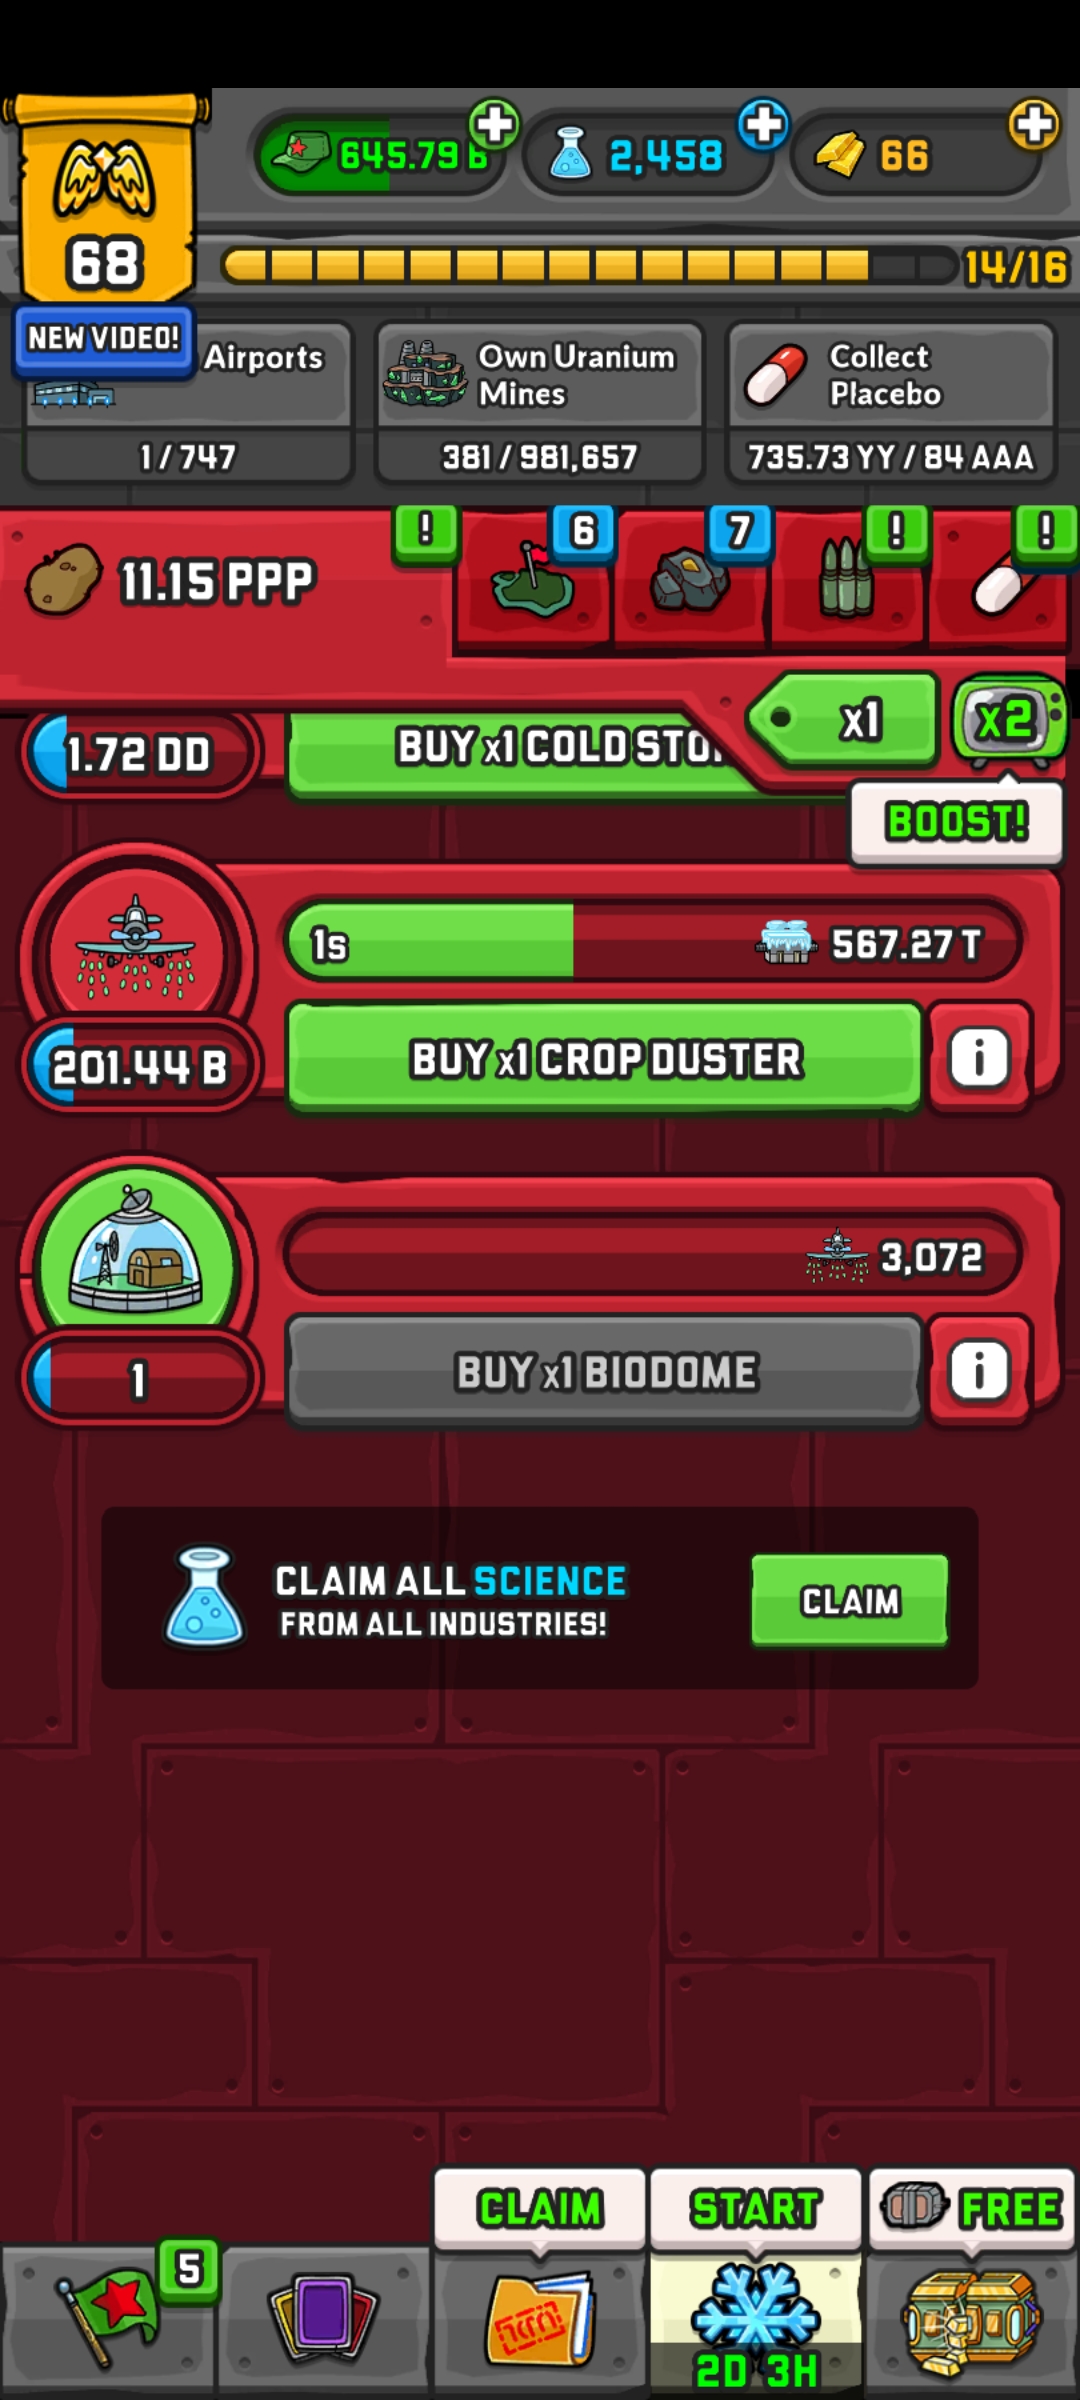 645.79 B
2,458
66
68
14/16
NEW VIDEO!
Airports
1 / 747
Own Uranium
Mines
381 / 981,657
Collect
Placebo
735.73 YY / 84 AAA
!
6
7
!
!
11.15 PPP
x1
x2
BOOST!
1.72 DD
BUY x1 COLD STO
1s
567.27 T
201.44 B
BUY x1 CROP DUSTER
i
3,072
1
BUY x1 BIODOME
i
CLAIM ALL SCIENCE
FROM ALL INDUSTRIES!
CLAIM
CLAIM
START
FREE
5
2D 3H